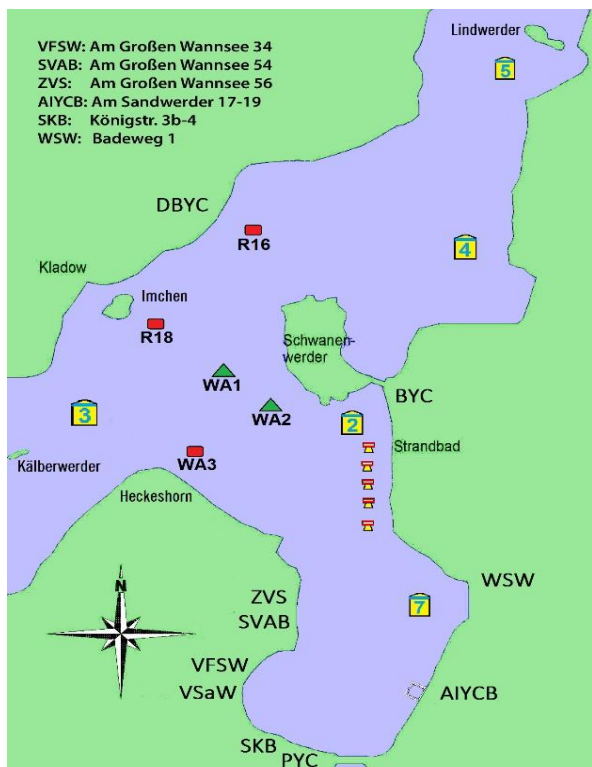 VFSW: Am Großen Wannsee 34
SVAB: Am Großen Wannsee 54
ZVS: Am Großen Wannsee 56
AIYCB: Am Sandwerder 17-19
SKB: Königstr. 3b-4
WSW: Badeweg 1
Lindwerder
5
DBYC
R16
4
Kladow
Imchen
R18
Schwanen-
werder
WA1
BYC
WA2
3
2
Strandbad
WA3
Kälberwerder
Heckeshorn
N
WSW
ZVS
7
SVAB
VFSW
VSaW
AIYCB
SKB
PYC